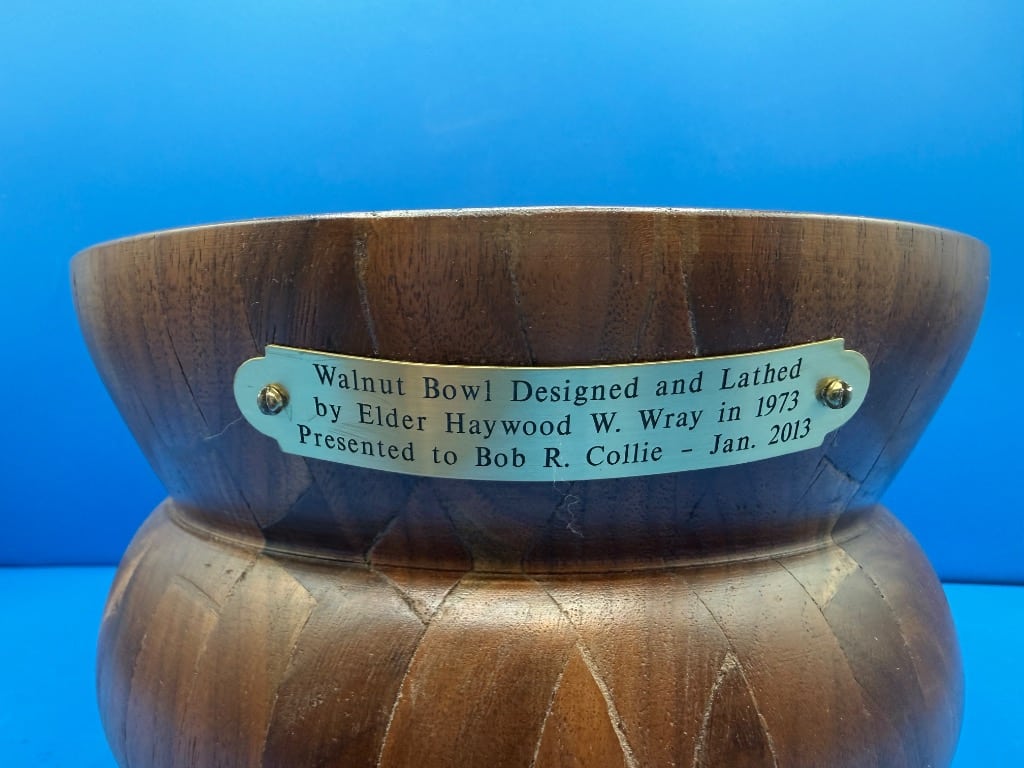 Walnut Bowl Designed and Lathed
by Elder Haywood W. Wray in 1973
Presented to Bob R. Collie - Jan. 2013